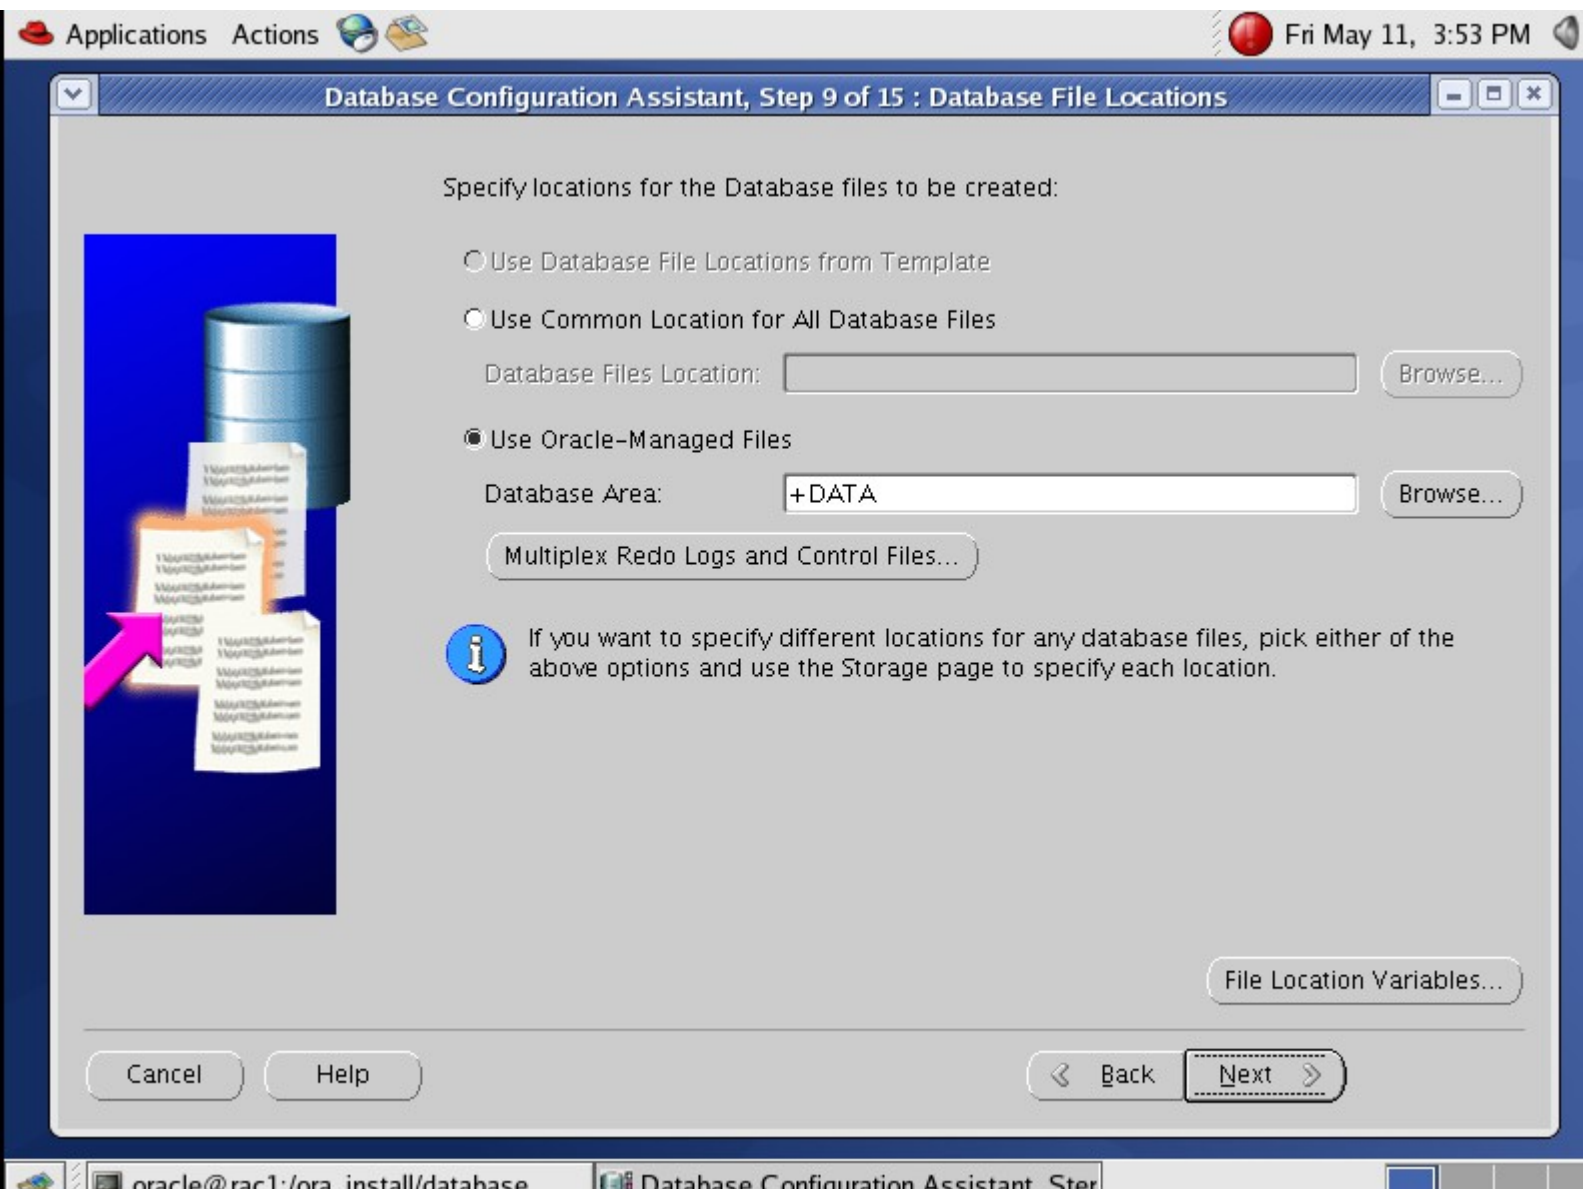 Applications Actions Fri May 11, 3:53 PM
Database Configuration Assistant, Step 9 of 15 : Database File Locations
Specify locations for the Database files to be created:
Use Database File Locations from Template
Use Common Location for All Database Files
Database Files Location: Browse...
Use Oracle-Managed Files
Database Area: +DATA Browse...
Multiplex Redo Logs and Control Files...
If you want to specify different locations for any database files, pick either of the
above options and use the Storage page to specify each location.
File Location Variables...
Cancel Help Back Next
oracle@rac1:/ora_install/database Database Configuration Assistant, Ster